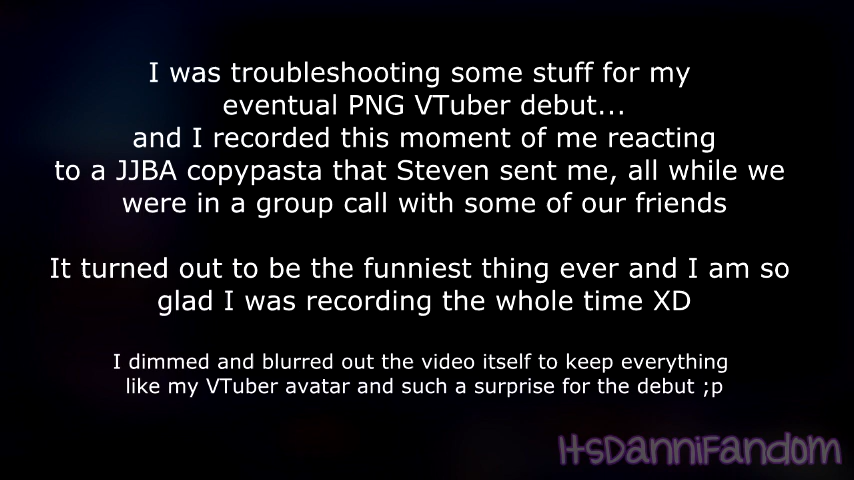 I was troubleshooting some stuff for my
eventual PNG VTuber debut...
and I recorded this moment of me reacting
to a JJBA copypasta that Steven sent me, all while we
were in a group call with some of our friends
It turned out to be the funniest thing ever and I am so
glad I was recording the whole time XD
I dimmed and blurred out the video itself to keep everything
like my VTuber avatar and such a surprise for the debut ;p
ItsDanniFandom